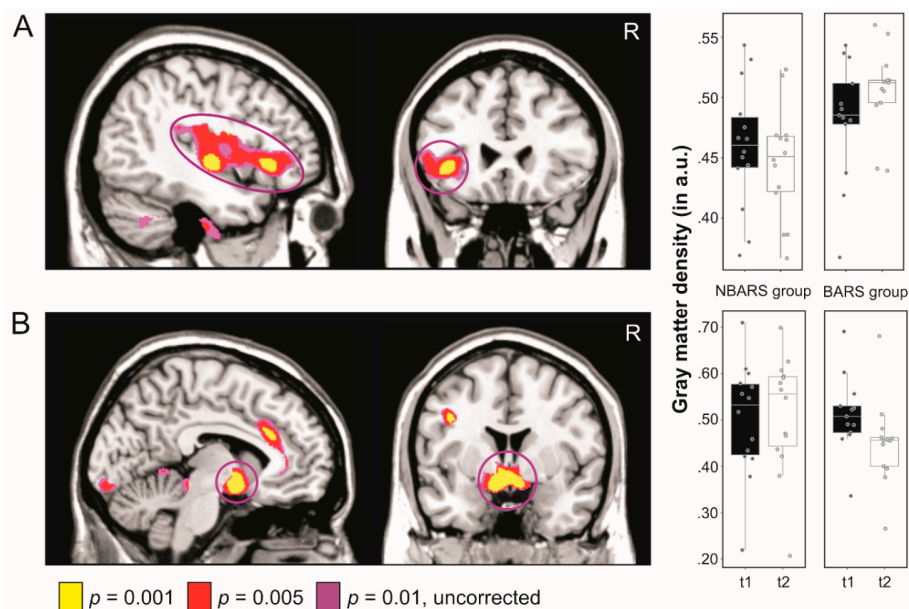 A
R
B
R
Gray matter density (in a.u.)
.55
.50
.45
.40
NBARS group
BARS group
.70
.60
.50
.40
.30
.20
t1
t2
t1
t2
p = 0.001
p = 0.005
p = 0.01, uncorrected